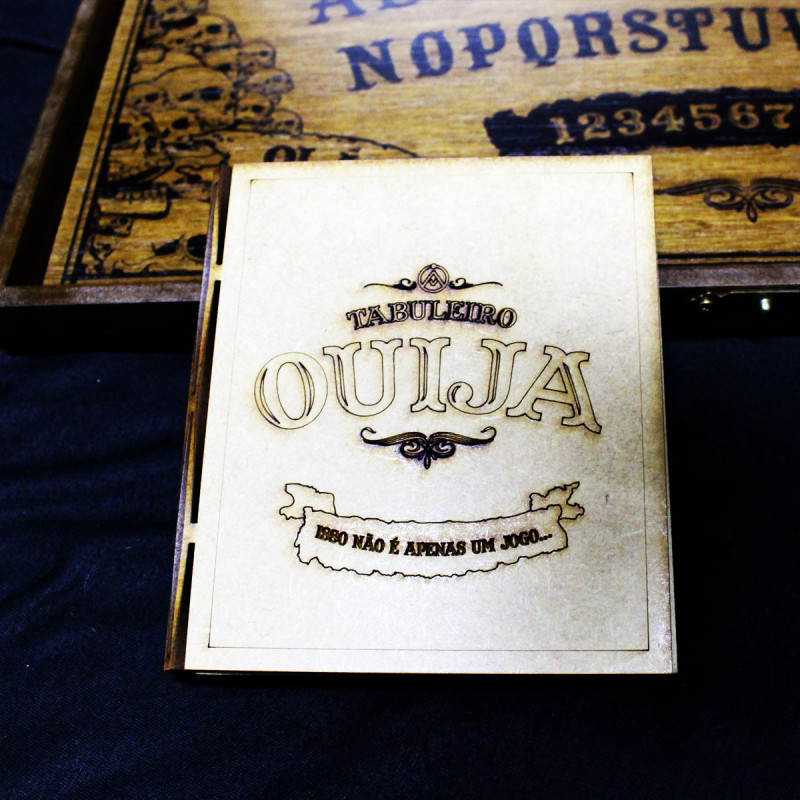 NOPQRSTU
1234567
TABULEIRO
OUIJA
ISSO NÃO É APENAS UM JOGO...